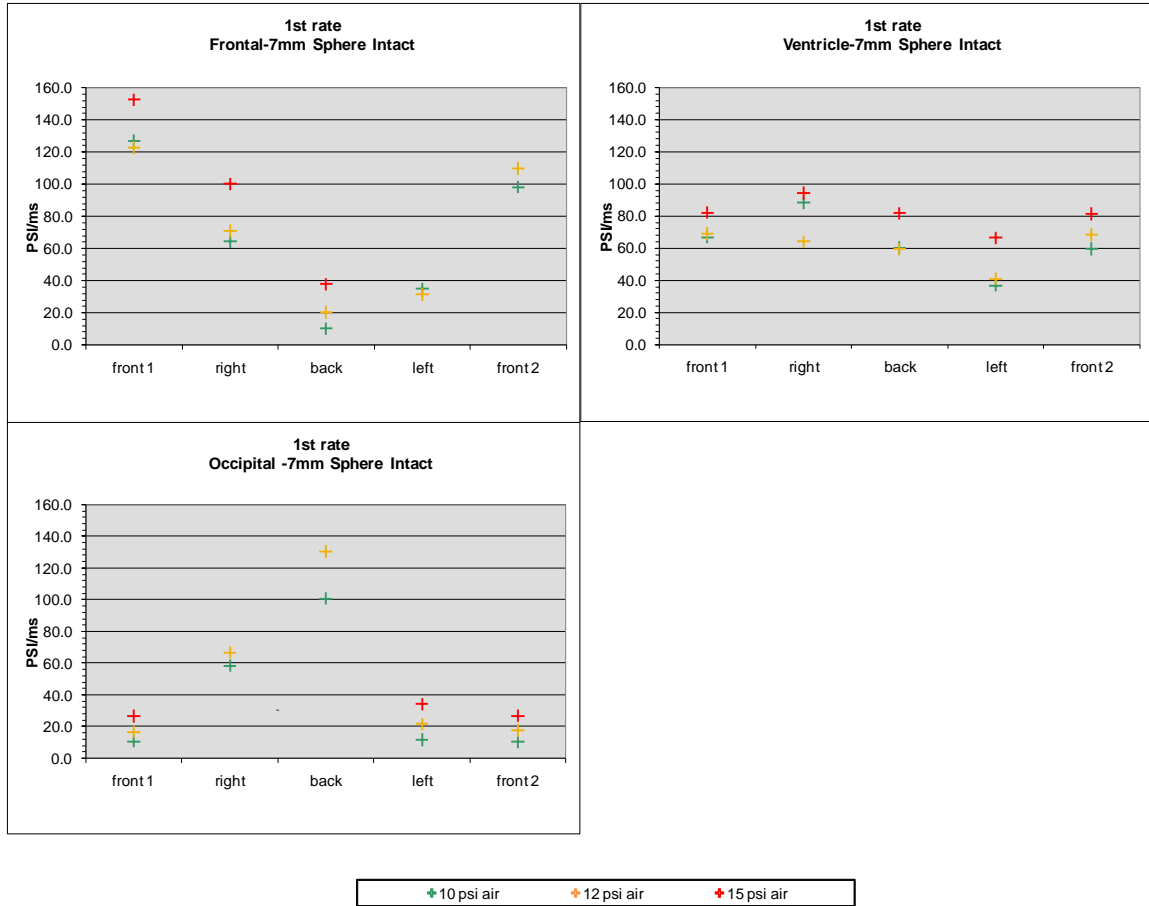 1st rate
Frontal-7mm Sphere Intact
160.0
140.0
120.0
100.0
80.0
60.0
40.0
20.0
0.0
PSI/ms
front 1 right back left front 2
1st rate
Ventricle-7mm Sphere Intact
160.0
140.0
120.0
100.0
80.0
60.0
40.0
20.0
0.0
PSI/ms
front 1 right back left front 2
1st rate
Occipital -7mm Sphere Intact
160.0
140.0
120.0
100.0
80.0
60.0
40.0
20.0
0.0
PSI/ms
front 1 right back left front 2
10 psi air 12 psi air 15 psi air